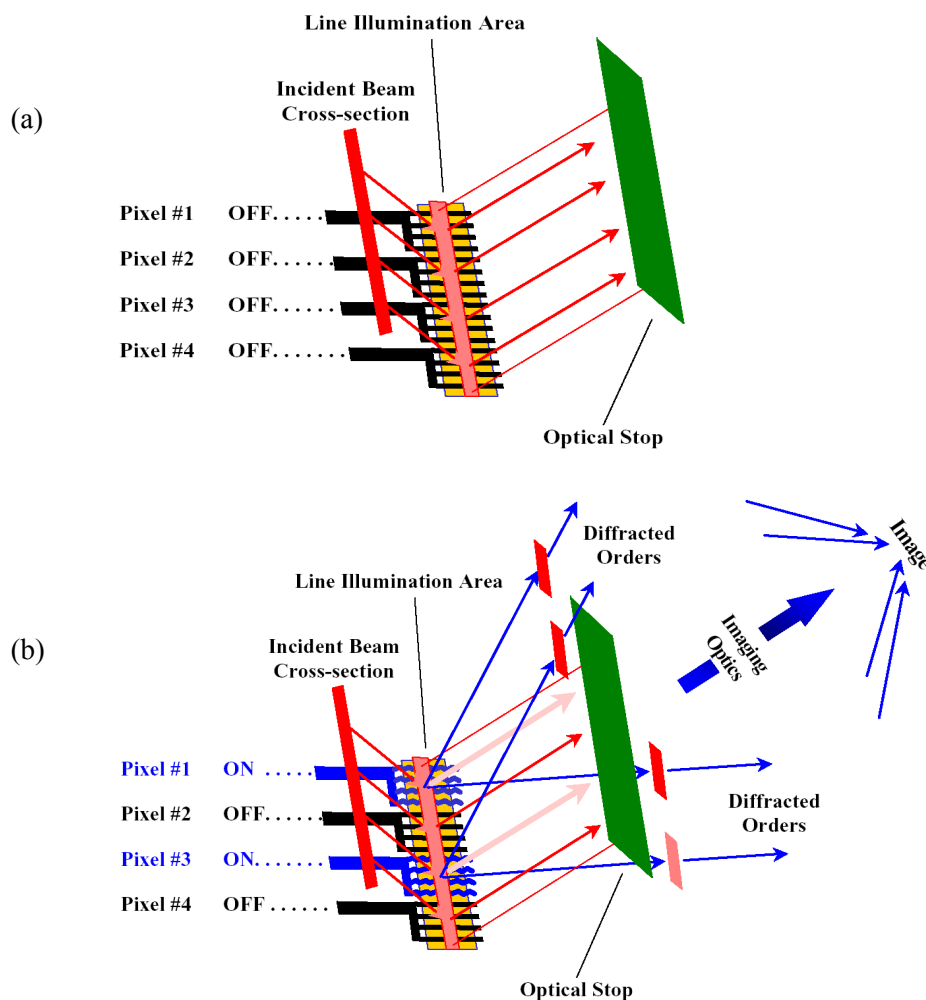 (a)
Line Illumination Area
Incident Beam
Cross-section
Pixel #1 OFF. . . . .
Pixel #2 OFF. . . . . .
Pixel #3 OFF. . . . . .
Pixel #4 OFF. . . . . . .
Optical Stop
(b)
Diffracted
Orders
Image
Line Illumination Area
Imaging
Optics
Incident Beam
Cross-section
Pixel #1 ON . . . . .
Pixel #2 OFF. . . . . .
Pixel #3 ON. . . . . . .
Pixel #4 OFF . . . . . .
Diffracted
Orders
Optical Stop